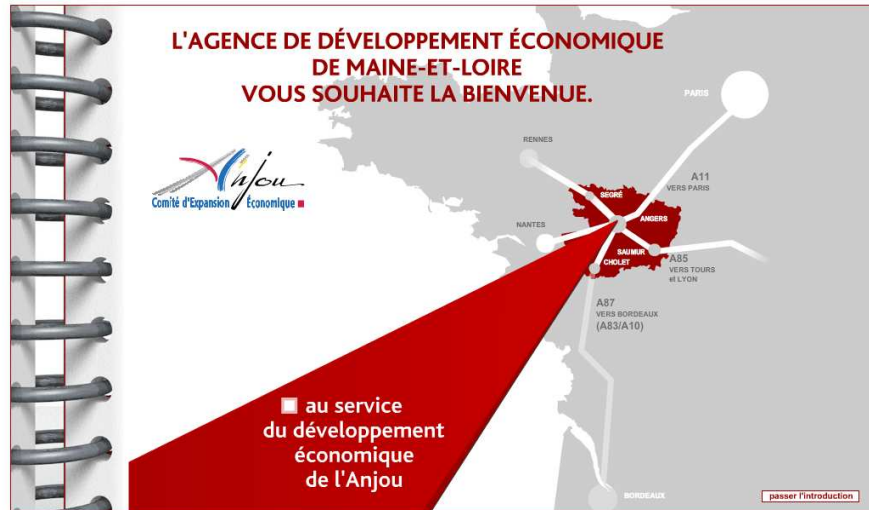 L'AGENCE DE DÉVELOPPEMENT ÉCONOMIQUE
DE MAINE-ET-LOIRE
VOUS SOUHAITE LA BIENVENUE.
PARIS
RENNES
Anjou
Comité d'Expansion Économique
A11
VERS PARIS
SEGRÉ
ANGERS
NANTES
SAUMUR
CHOLET
A85
VERS TOURS
et LYON
A87
VERS BORDEAUX
(A83/A10)
au service
du développement
économique
de l'Anjou
BORDEAUX
passer l'introduction